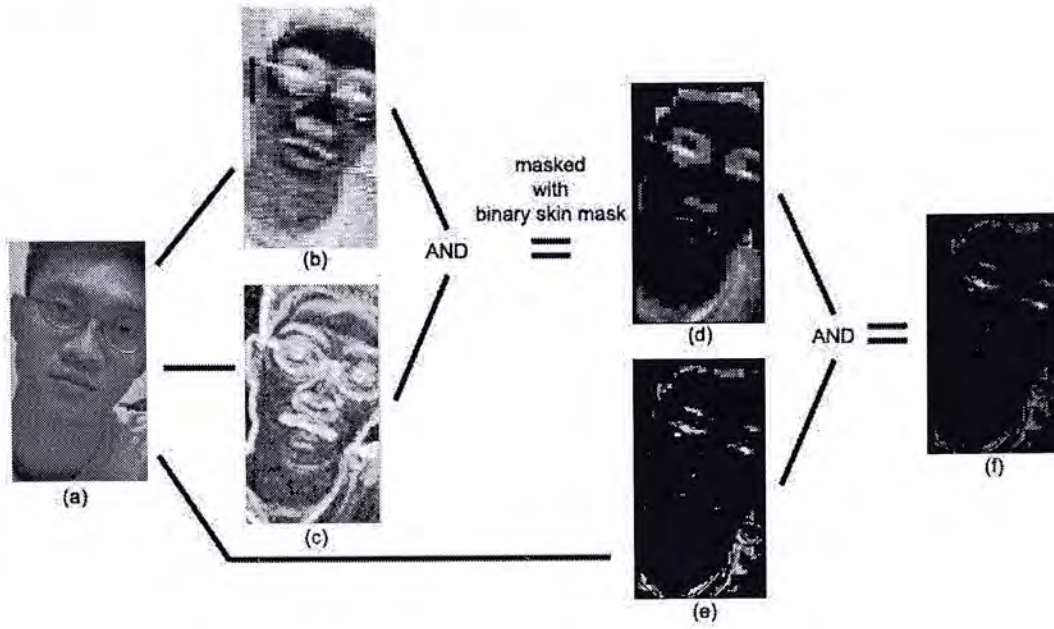 (b)
masked
with
binary skin mask
AND
(d)
(a)
AND
(f)
(c)
(e)